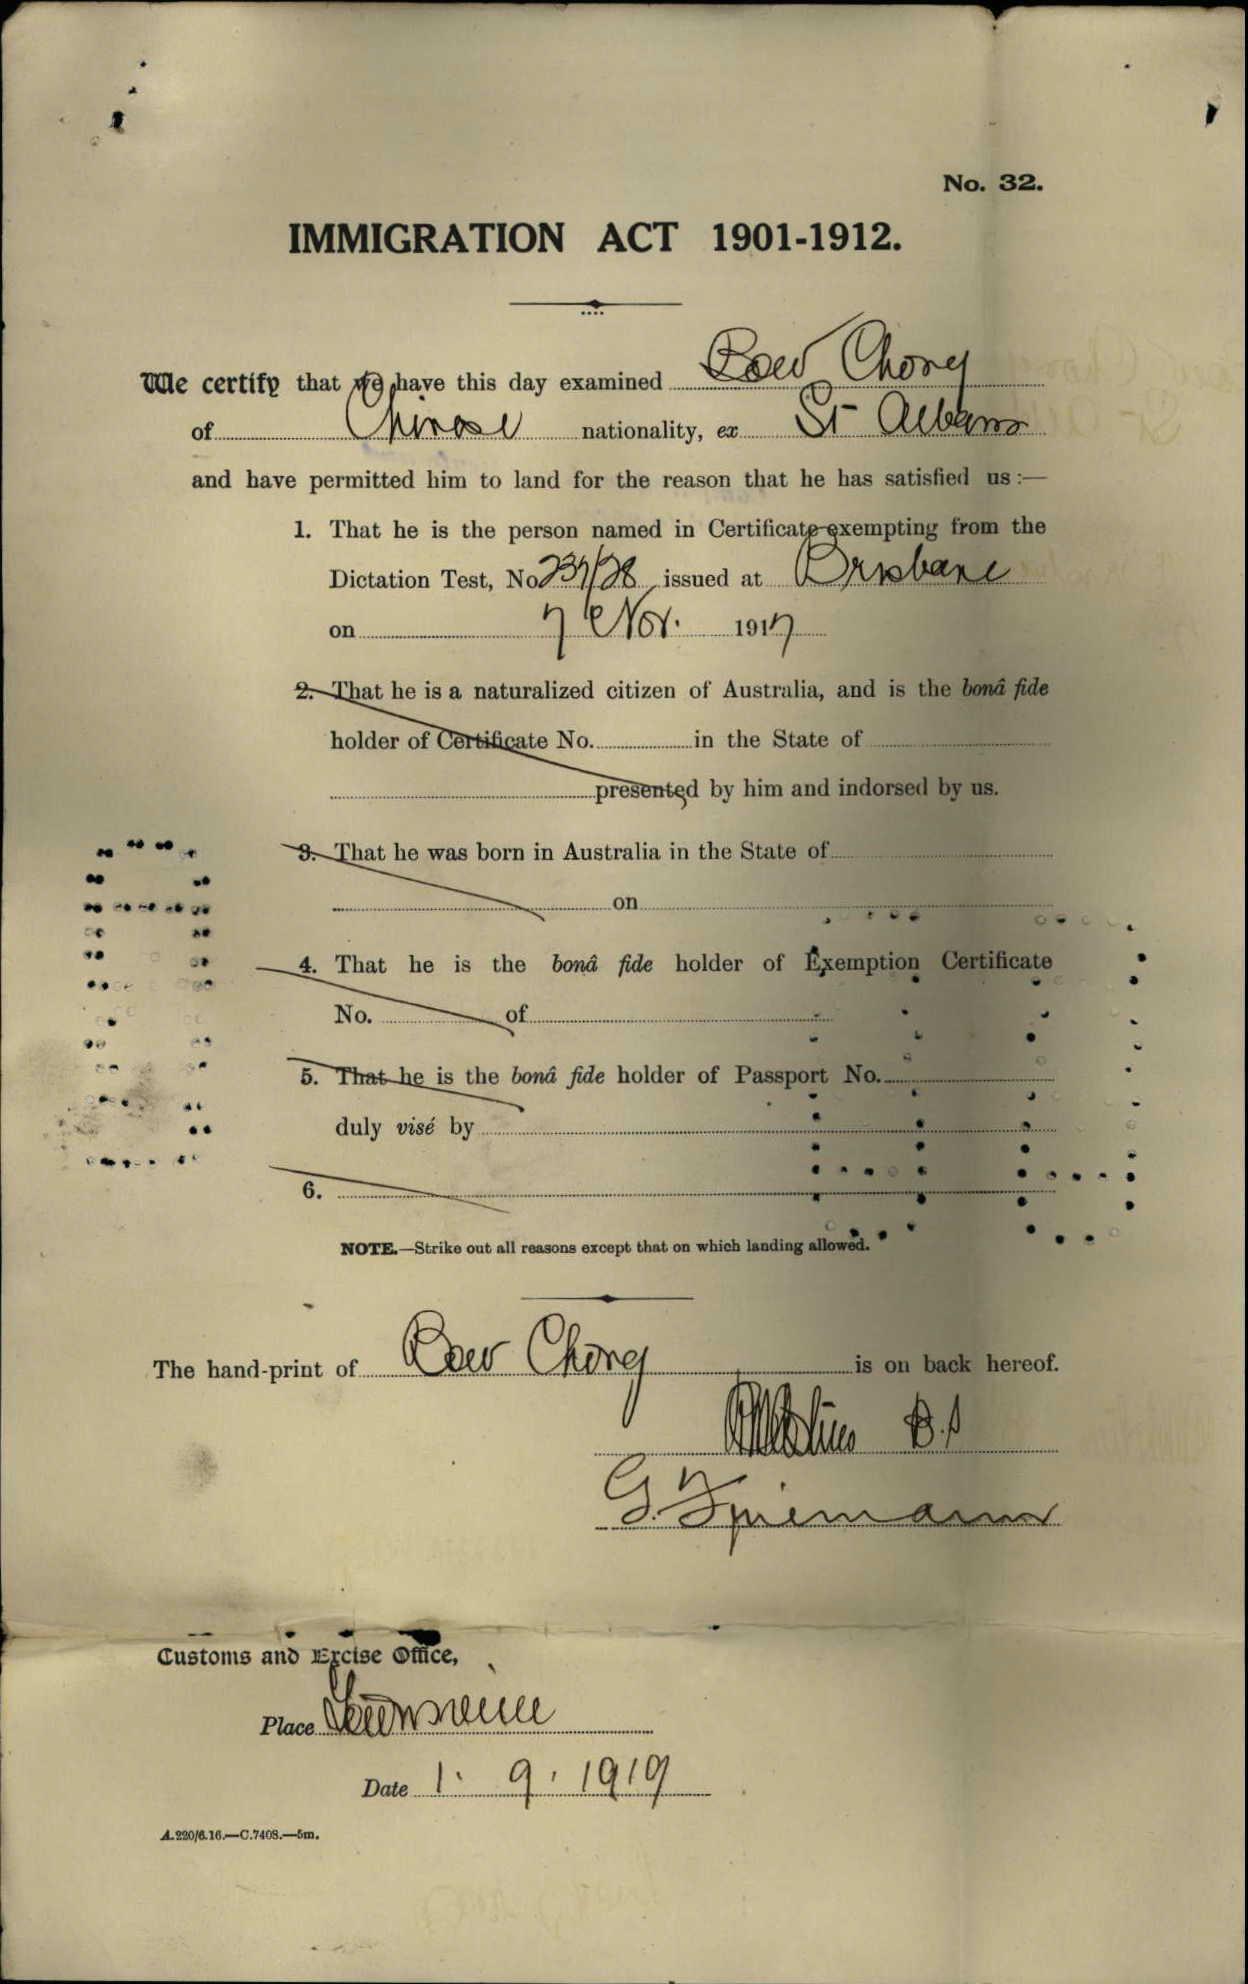 No. 32.
IMMIGRATION ACT 1901-1912.
We certify that we have this day examined Bow Chong
of Chinese nationality, ex St Albans
and have permitted him to land for the reason that he has satisfied us :—
1. That he is the person named in Certificate exempting from the
Dictation Test, No 237/28 issued at Brisbane
on 7 Nov. 1917
2. That he is a naturalized citizen of Australia, and is the bonâ fide
holder of Certificate No. in the State of
presented by him and indorsed by us.
3. That he was born in Australia in the State of
on
4. That he is the bonâ fide holder of Exemption Certificate
No. of
5. That he is the bonâ fide holder of Passport No.
duly visé by
6.
NOTE.—Strike out all reasons except that on which landing allowed.
The hand-print of Bow Chong is on back hereof.
G.
Customs and Excise Office,
Place Townsville
Date 1. 9. 1919
A.220/6.16.—C.7408.—5m.